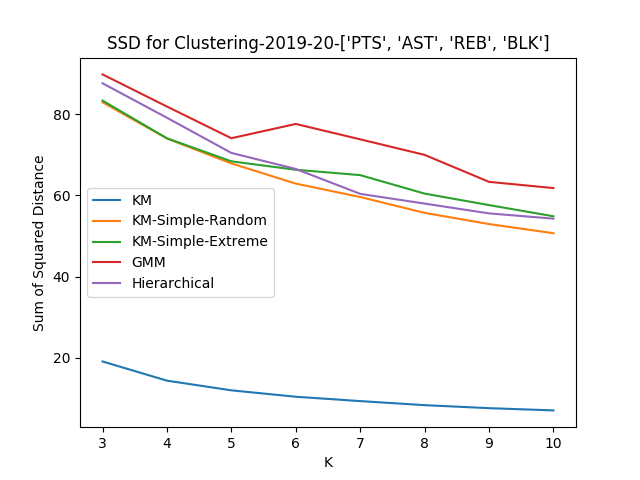 SSD for Clustering-2019-20-['PTS', 'AST', 'REB', 'BLK']
Sum of Squared Distance
80
60
40
20
KM
KM-Simple-Random
KM-Simple-Extreme
GMM
Hierarchical
3 4 5 6 7 8 9 10
K